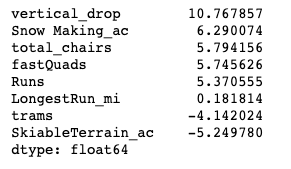 vertical_drop 10.767857
Snow Making_ac 6.290074
total_chairs 5.794156
fastQuads 5.745626
Runs 5.370555
LongestRun_mi 0.181814
trams -4.142024
SkiableTerrain_ac -5.249780
dtype: float64